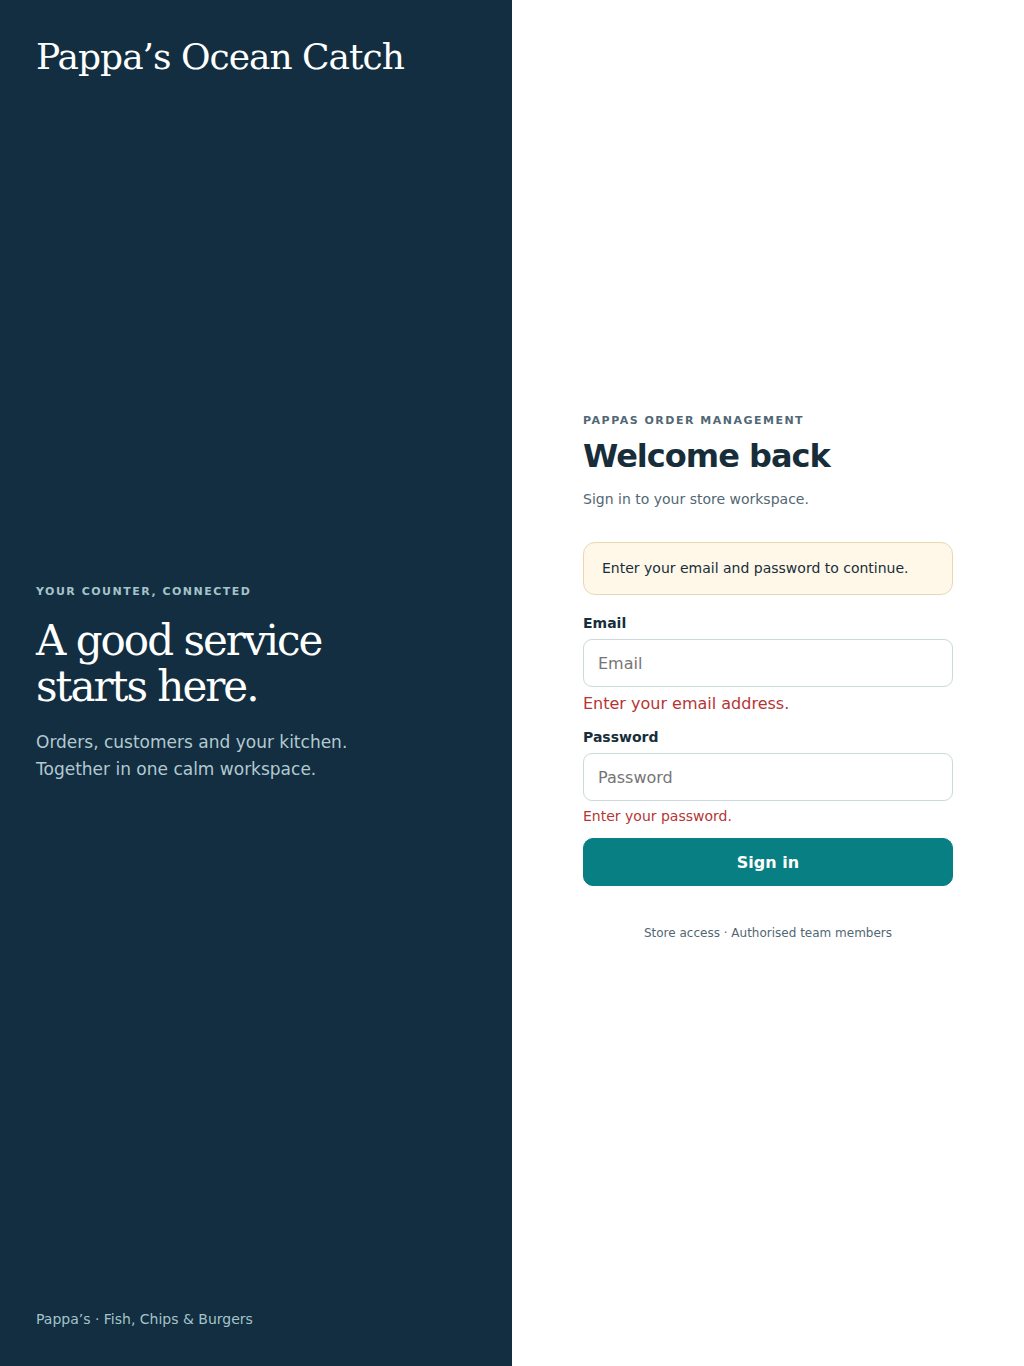 Pappa’s Ocean Catch
YOUR COUNTER, CONNECTED
A good service
starts here.
Orders, customers and your kitchen.
Together in one calm workspace.
Pappa’s · Fish, Chips & Burgers
PAPPAS ORDER MANAGEMENT
Welcome back
Sign in to your store workspace.
Enter your email and password to continue.
Email
Email
Enter your email address.
Password
Password
Enter your password.
Sign in
Store access · Authorised team members